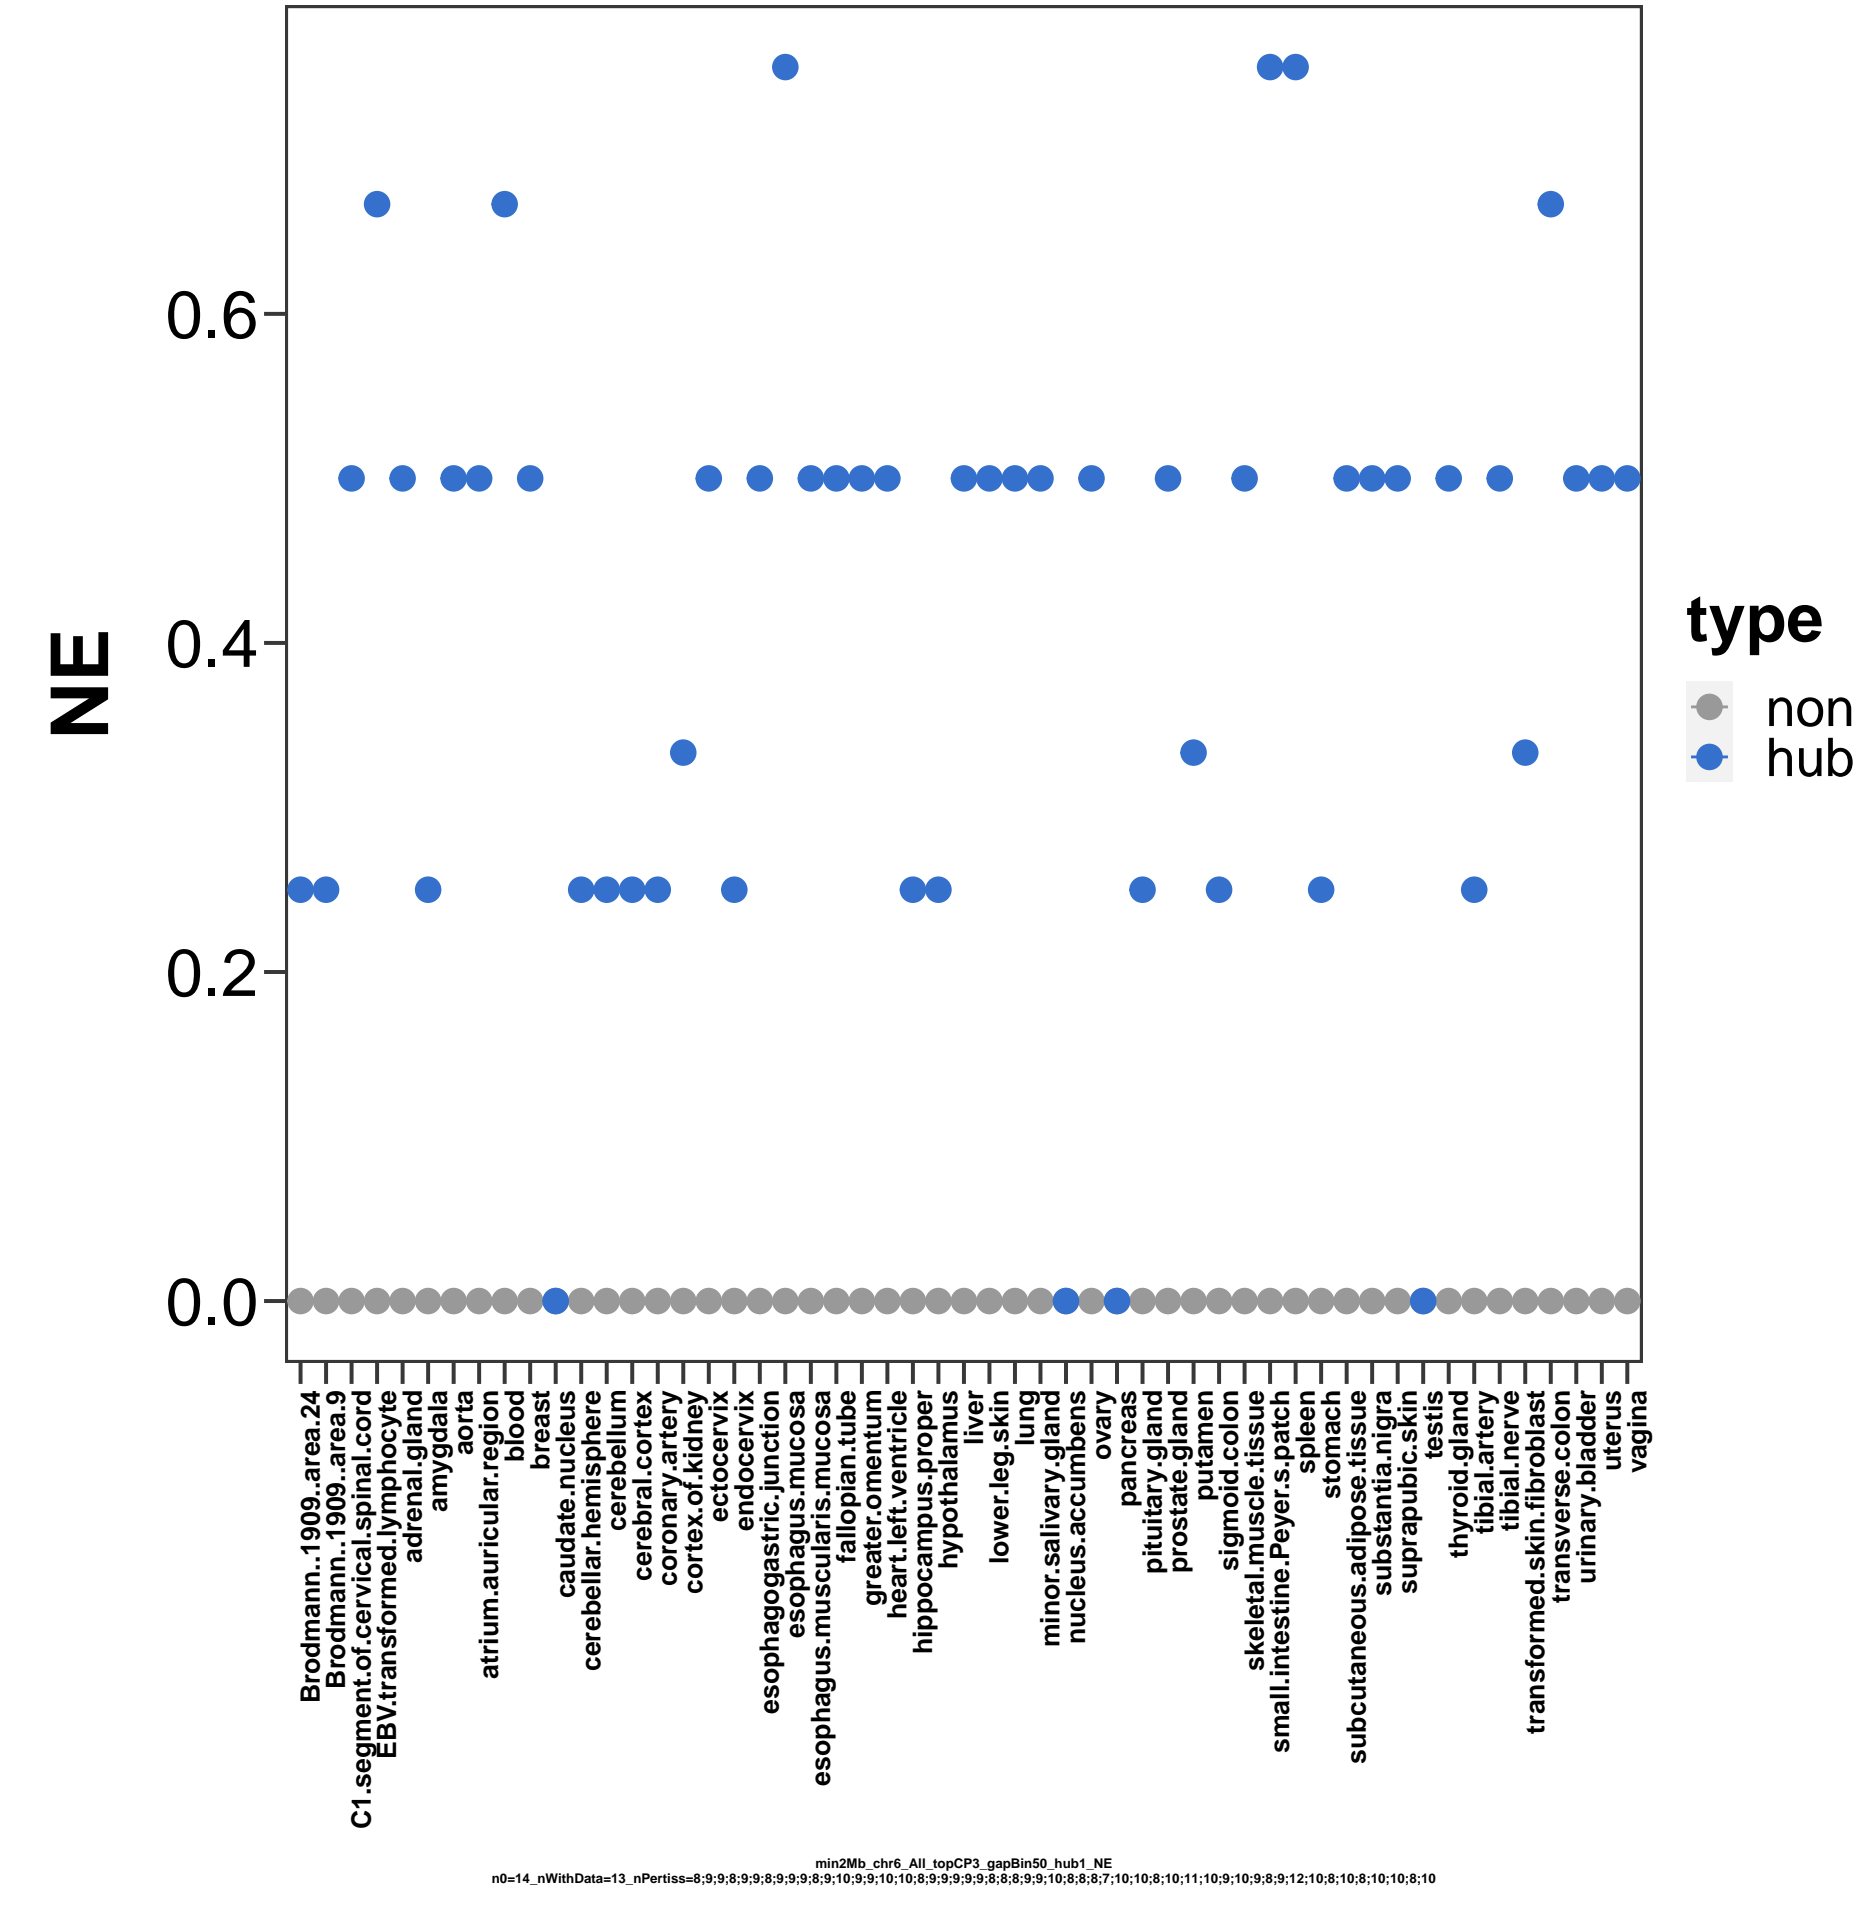 0.6
0.4
0.2
0.0
NE
type
non
hub
Brodmann..1909..area.24
Brodmann..1909..area.9
C1.segment.of.cervical.spinal.cord
EBV.transformed.lymphocyte
adrenal.gland
amygdala
aorta
atrium.auricular.region
blood
breast
caudate.nucleus
cerebellar.hemisphere
cerebellum
cerebral.cortex
coronary.artery
cortex.of.kidney
ectocervix
endocervix
esophagogastric.junction
esophagus.mucosa
esophagus.muscularis.mucosa
fallopian.tube
greater.omentum
heart.left.ventricle
hippocampus.proper
hypothalamus
liver
lower.leg.skin
lung
minor.salivary.gland
nucleus.accumbens
ovary
pancreas
pituitary.gland
prostate.gland
putamen
sigmoid.colon
skeletal.muscle.tissue
small.intestine.Peyer.s.patch
spleen
stomach
subcutaneous.adipose.tissue
substantia.nigra
suprapubic.skin
testis
thyroid.gland
tibial.artery
tibial.nerve
transformed.skin.fibroblast
transverse.colon
urinary.bladder
uterus
vagina
min2Mb_chr6_All_topCP3_gapBin50_hub1_NE
n0=14_nWithData=13_nPertiss=8;9;9;8;9;9;8;9;9;9;8;9;10;9;9;10;10;8;9;9;9;9;9;8;8;8;9;9;10;8;8;8;7;10;10;8;10;11;10;9;10;9;8;9;12;10;8;10;8;10;10;8;10